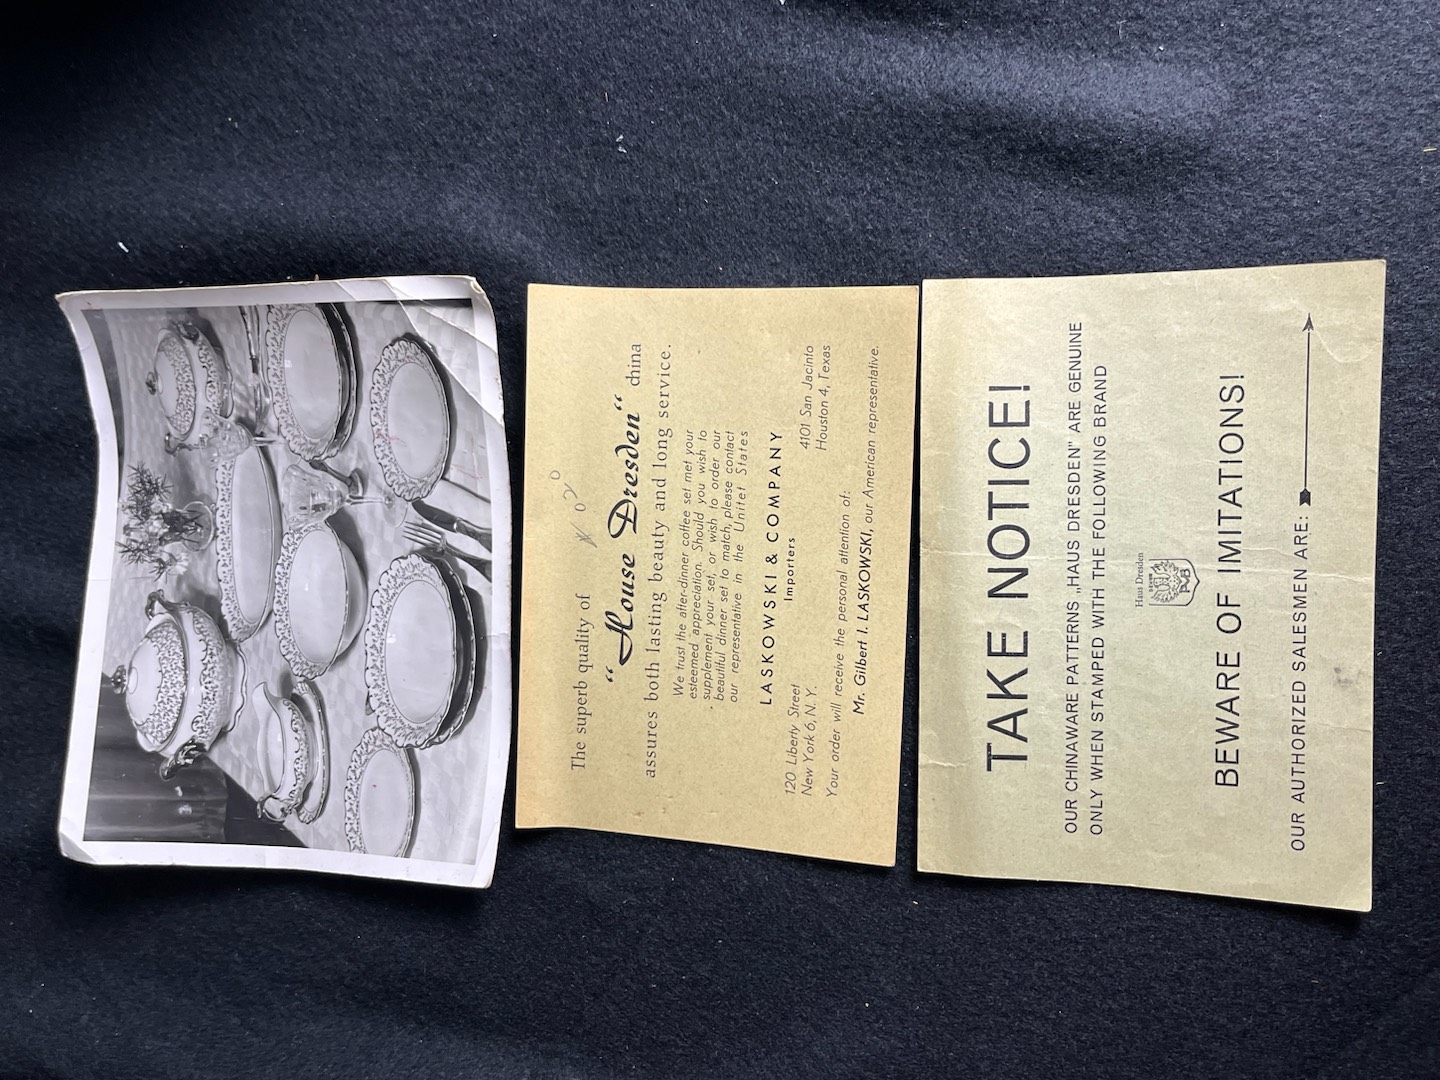 The superb quality of
“House Dresden“ china
assures both lasting beauty and long service.
We trust the after-dinner coffee set met your
esteemed appreciation. Should you wish to
supplement your set, or wish to order our
beautiful dinner set to match, please contact
our representative in the Unitet States
LASKOWSKI & COMPANY
Importers
120 Liberty Street 4101 San Jacinto
New York 6, N. Y. Houston 4, Texas
Your order will receive the personal attention of:
Mr. Gilbert I. LASKOWSKI, our American representative.
TAKE NOTICE!
OUR CHINAWARE PATTERNS „HAUS DRESDEN" ARE GENUINE
ONLY WHEN STAMPED WITH THE FOLLOWING BRAND
Haus Dresden
BEWARE OF IMITATIONS!
OUR AUTHORIZED SALESMEN ARE: